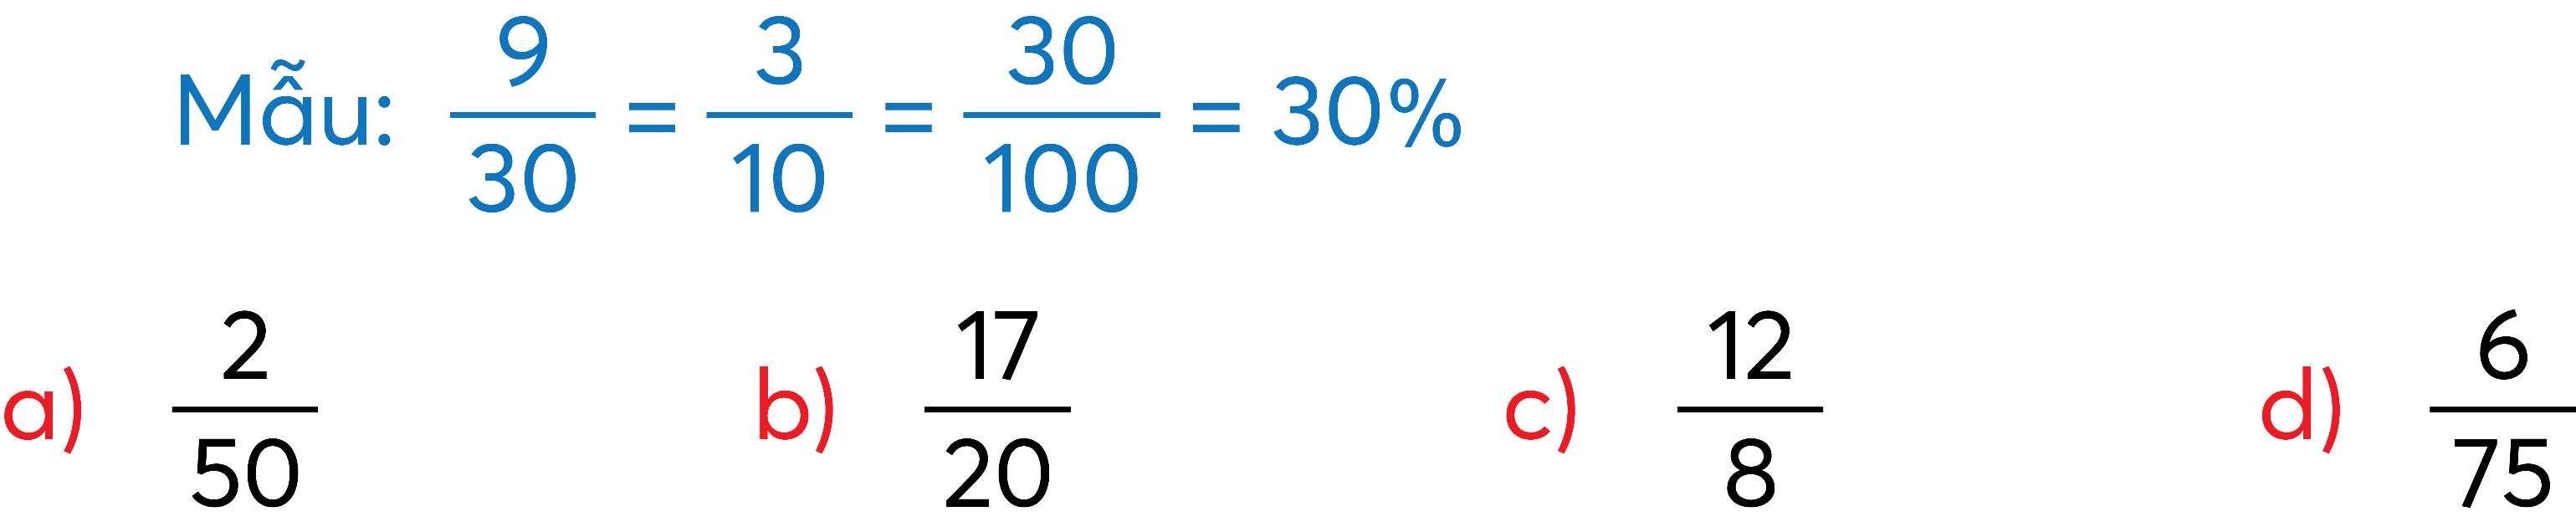 Mẫu: 9/30 = 3/10 = 30/100 = 30%
a) 2/50 b) 17/20 c) 12/8 d) 6/75